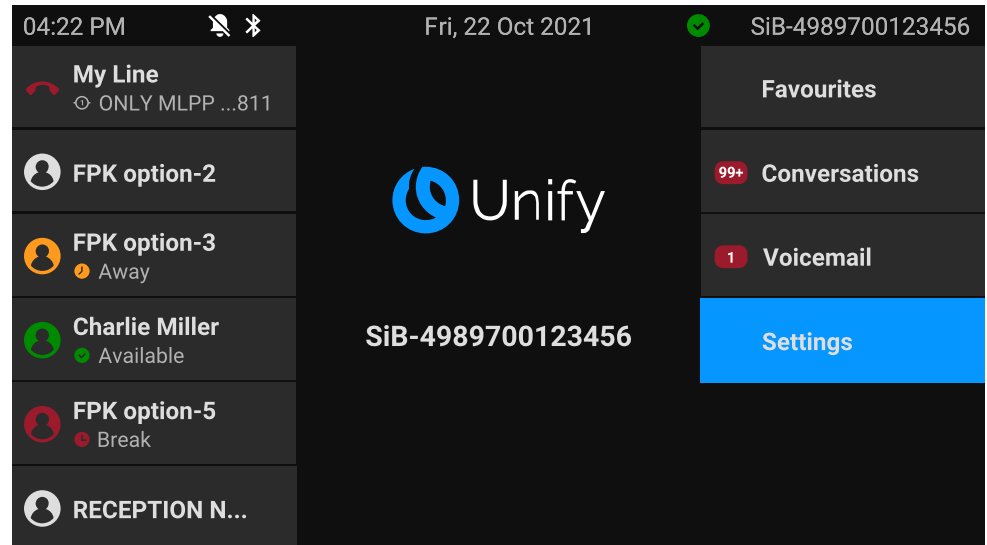 04:22 PM
Fri, 22 Oct 2021
SiB-4989700123456
My Line
ONLY MLPP ...811
FPK option-2
FPK option-3
Away
Charlie Miller
Available
FPK option-5
Break
RECEPTION N...
Unify
SiB-4989700123456
Favourites
99+ Conversations
1 Voicemail
Settings